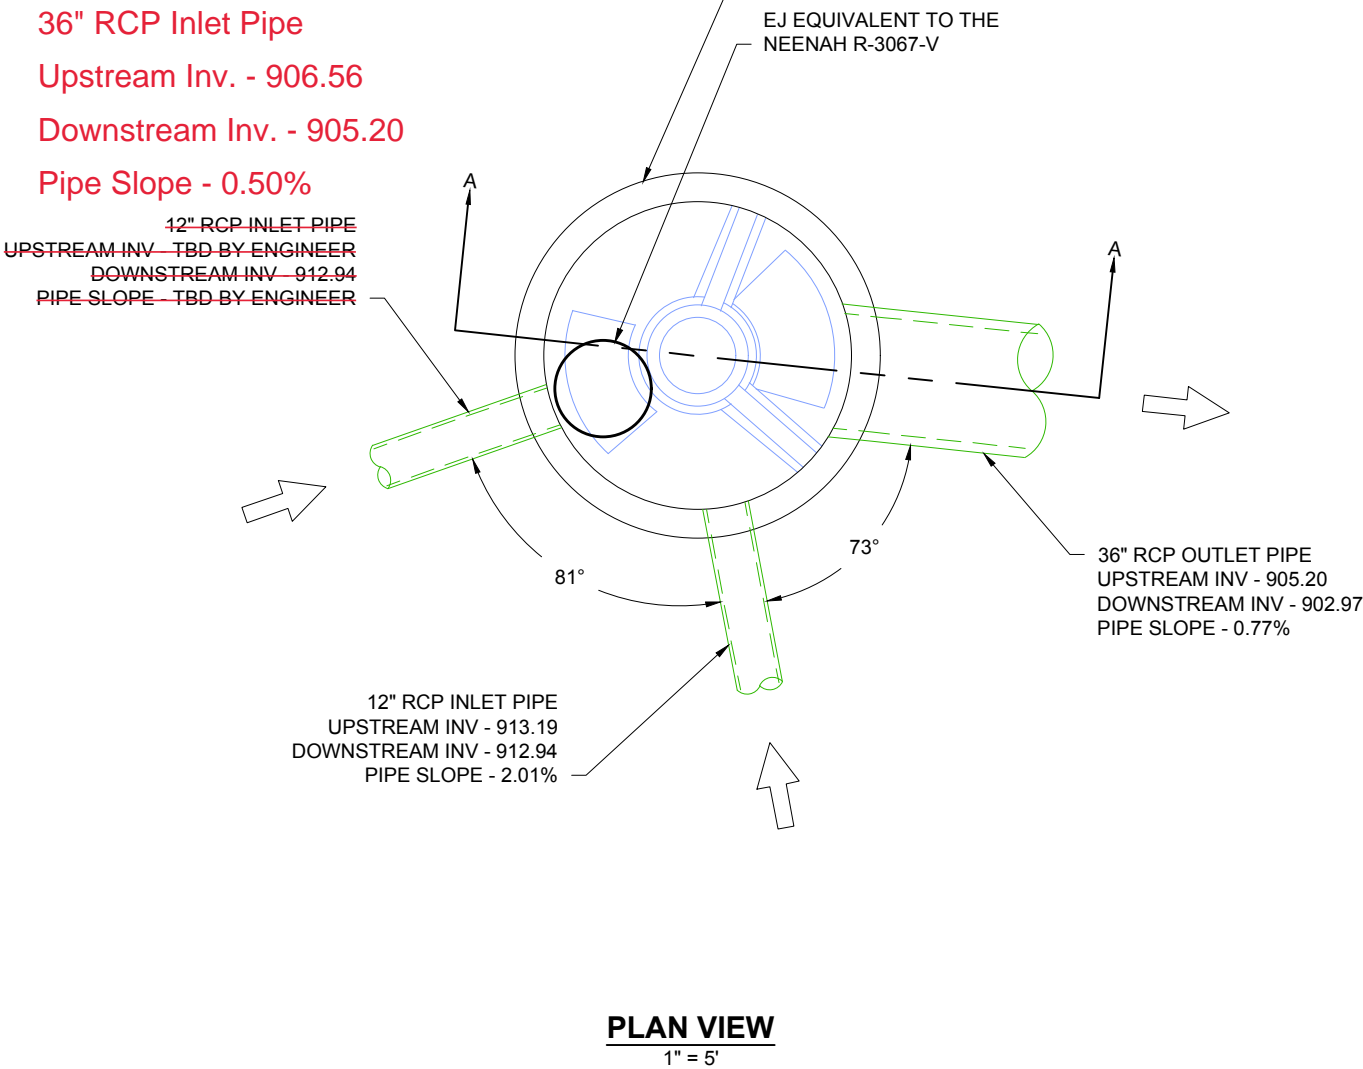 36" RCP Inlet Pipe
Upstream Inv. - 906.56
Downstream Inv. - 905.20
Pipe Slope - 0.50%
EJ EQUIVALENT TO THE
NEENAH R-3067-V
12" RCP INLET PIPE
UPSTREAM INV - TBD BY ENGINEER
DOWNSTREAM INV - 912.94
PIPE SLOPE - TBD BY ENGINEER
A
A
81°
73°
36" RCP OUTLET PIPE
UPSTREAM INV - 905.20
DOWNSTREAM INV - 902.97
PIPE SLOPE - 0.77%
12" RCP INLET PIPE
UPSTREAM INV - 913.19
DOWNSTREAM INV - 912.94
PIPE SLOPE - 2.01%
PLAN VIEW
1" = 5'